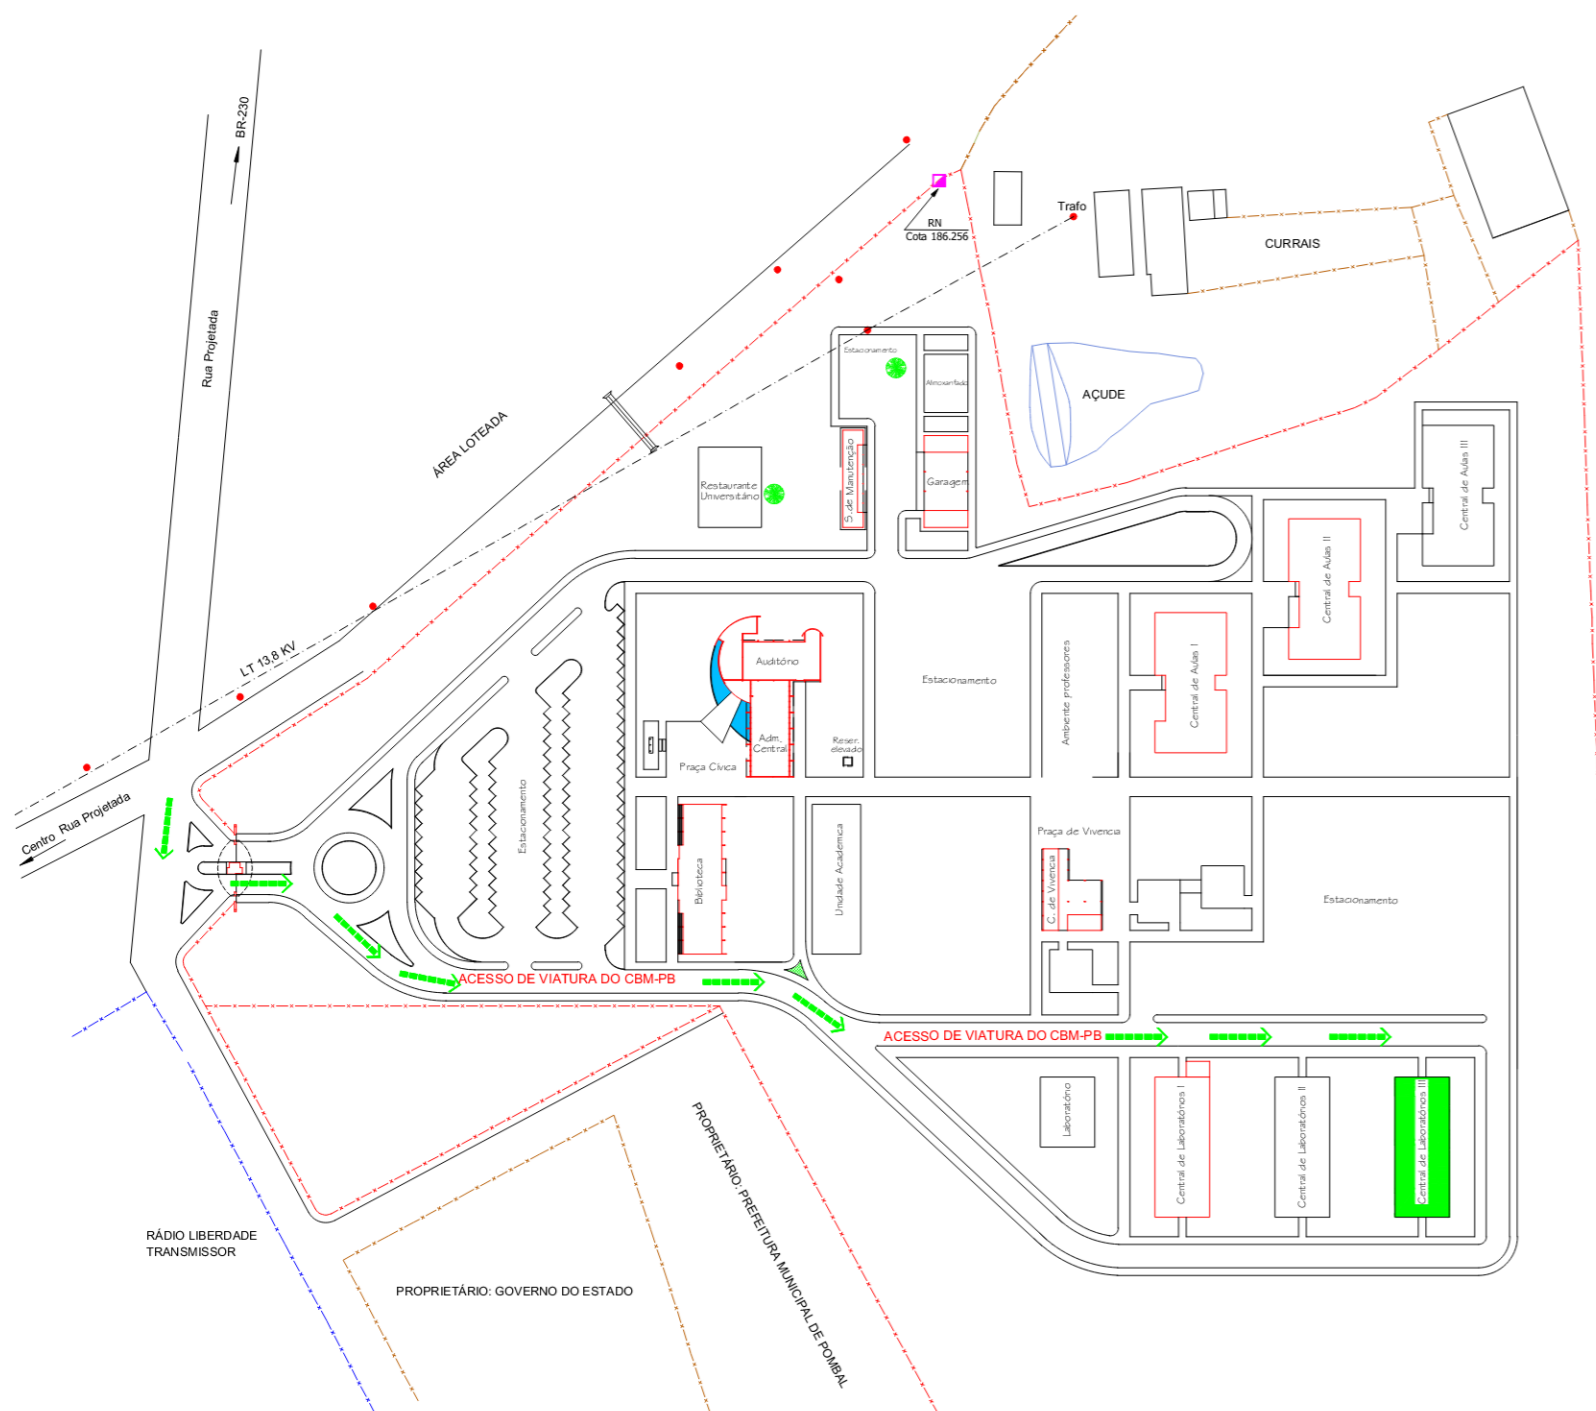 BR-230
Rua Projetada
RN
Cota 186.256
Trafo
CURRAIS
AÇUDE
ÁREA LOTEADA
Estacionamento
Almoxarifado
S.de Manutenção
Garagem
Restaurante
Universitário
Central de Aulas III
Central de Aulas II
Central de Aulas I
LT 13,8 KV
Auditório
Estacionamento
Ambiente professores
Adm.
Central
Reser.
elevado
Praça Cívica
Estacionamento
Centro
Rua Projetada
Biblioteca
Unidade Academica
Praça de Vivencia
C. de Vivencia
Estacionamento
ACESSO DE VIATURA DO CBM-PB
ACESSO DE VIATURA DO CBM-PB
Laboratório
Central de Laboratórios I
Central de Laboratórios II
Central de Laboratórios III
PROPRIETÁRIO: PREFEITURA MUNICIPAL DE POMBAL
RÁDIO LIBERDADE
TRANSMISSOR
PROPRIETÁRIO: GOVERNO DO ESTADO